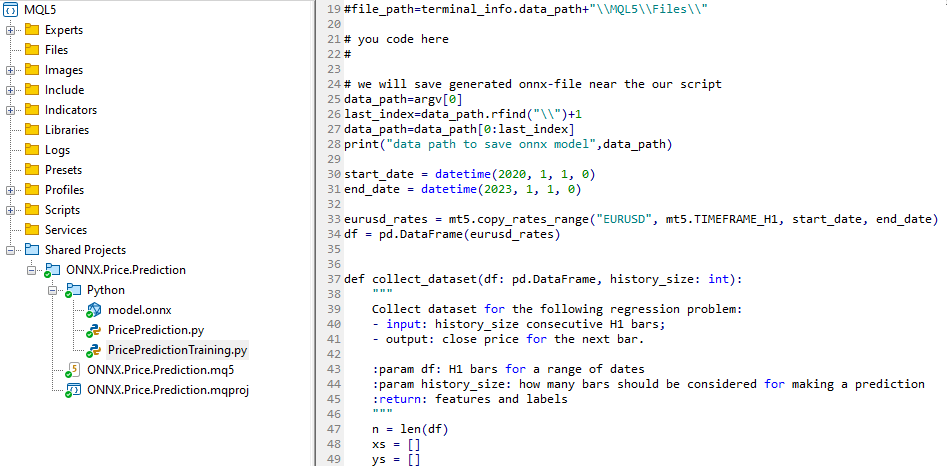 MQL5
Experts
Files
Images
Include
Indicators
Libraries
Logs
Presets
Profiles
Scripts
Services
Shared Projects
ONNX.Price.Prediction
Python
model.onnx
PricePrediction.py
PricePredictionTraining.py
ONNX.Price.Prediction.mq5
ONNX.Price.Prediction.mqproj
19 #file_path=terminal_info.data_path+"\\MQL5\\Files\\"
20
21 # you code here
22 #
23
24 # we will save generated onnx-file near the our script
25 data_path=argv[0]
26 last_index=data_path.rfind("\\")+1
27 data_path=data_path[0:last_index]
28 print("data path to save onnx model",data_path)
29
30 start_date = datetime(2020, 1, 1, 0)
31 end_date = datetime(2023, 1, 1, 0)
32
33 eurusd_rates = mt5.copy_rates_range("EURUSD", mt5.TIMEFRAME_H1, start_date, end_date)
34 df = pd.DataFrame(eurusd_rates)
35
36
37 def collect_dataset(df: pd.DataFrame, history_size: int):
38     """
39     Collect dataset for the following regression problem:
40     - input: history_size consecutive H1 bars;
41     - output: close price for the next bar.
42
43     :param df: H1 bars for a range of dates
44     :param history_size: how many bars should be considered for making a prediction
45     :return: features and labels
46     """
47     n = len(df)
48     xs = []
49     ys = []